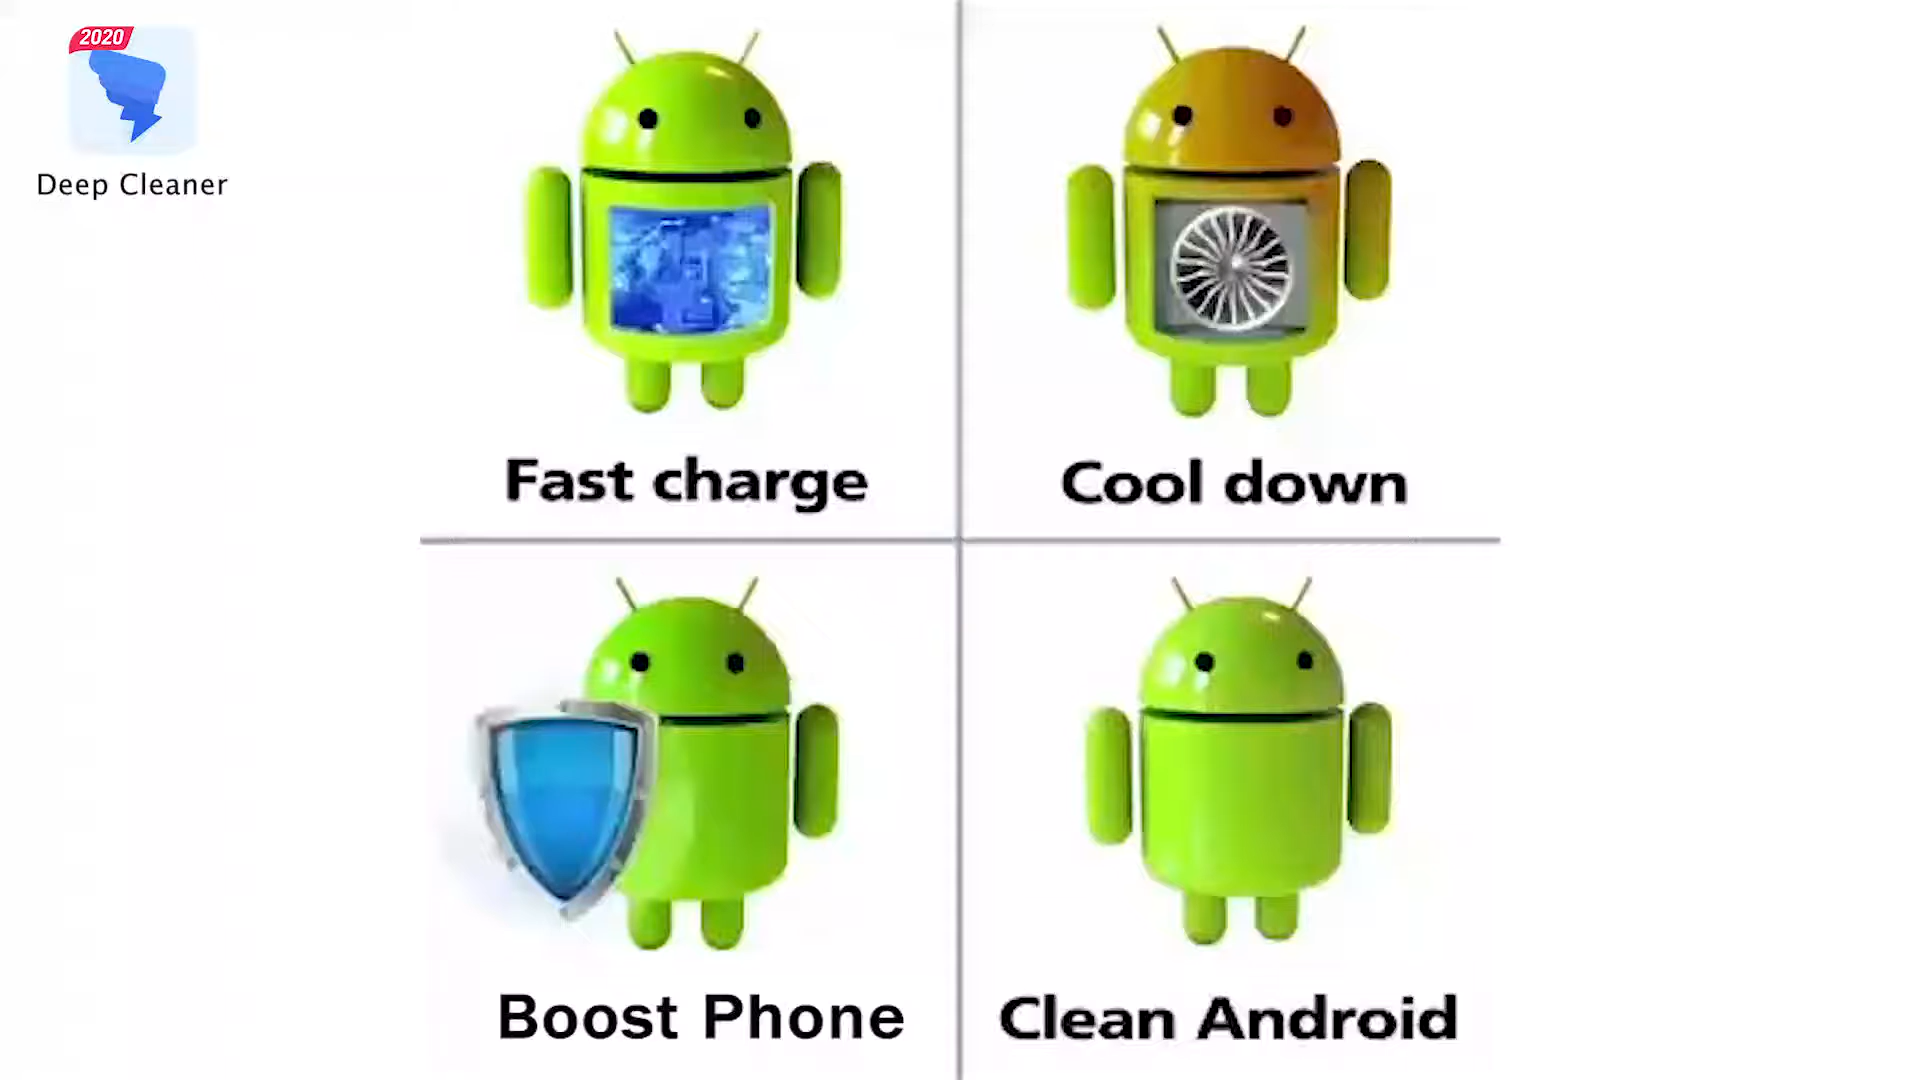 2020
Deep Cleaner
Fast charge
Cool down
Boost Phone
Clean Android